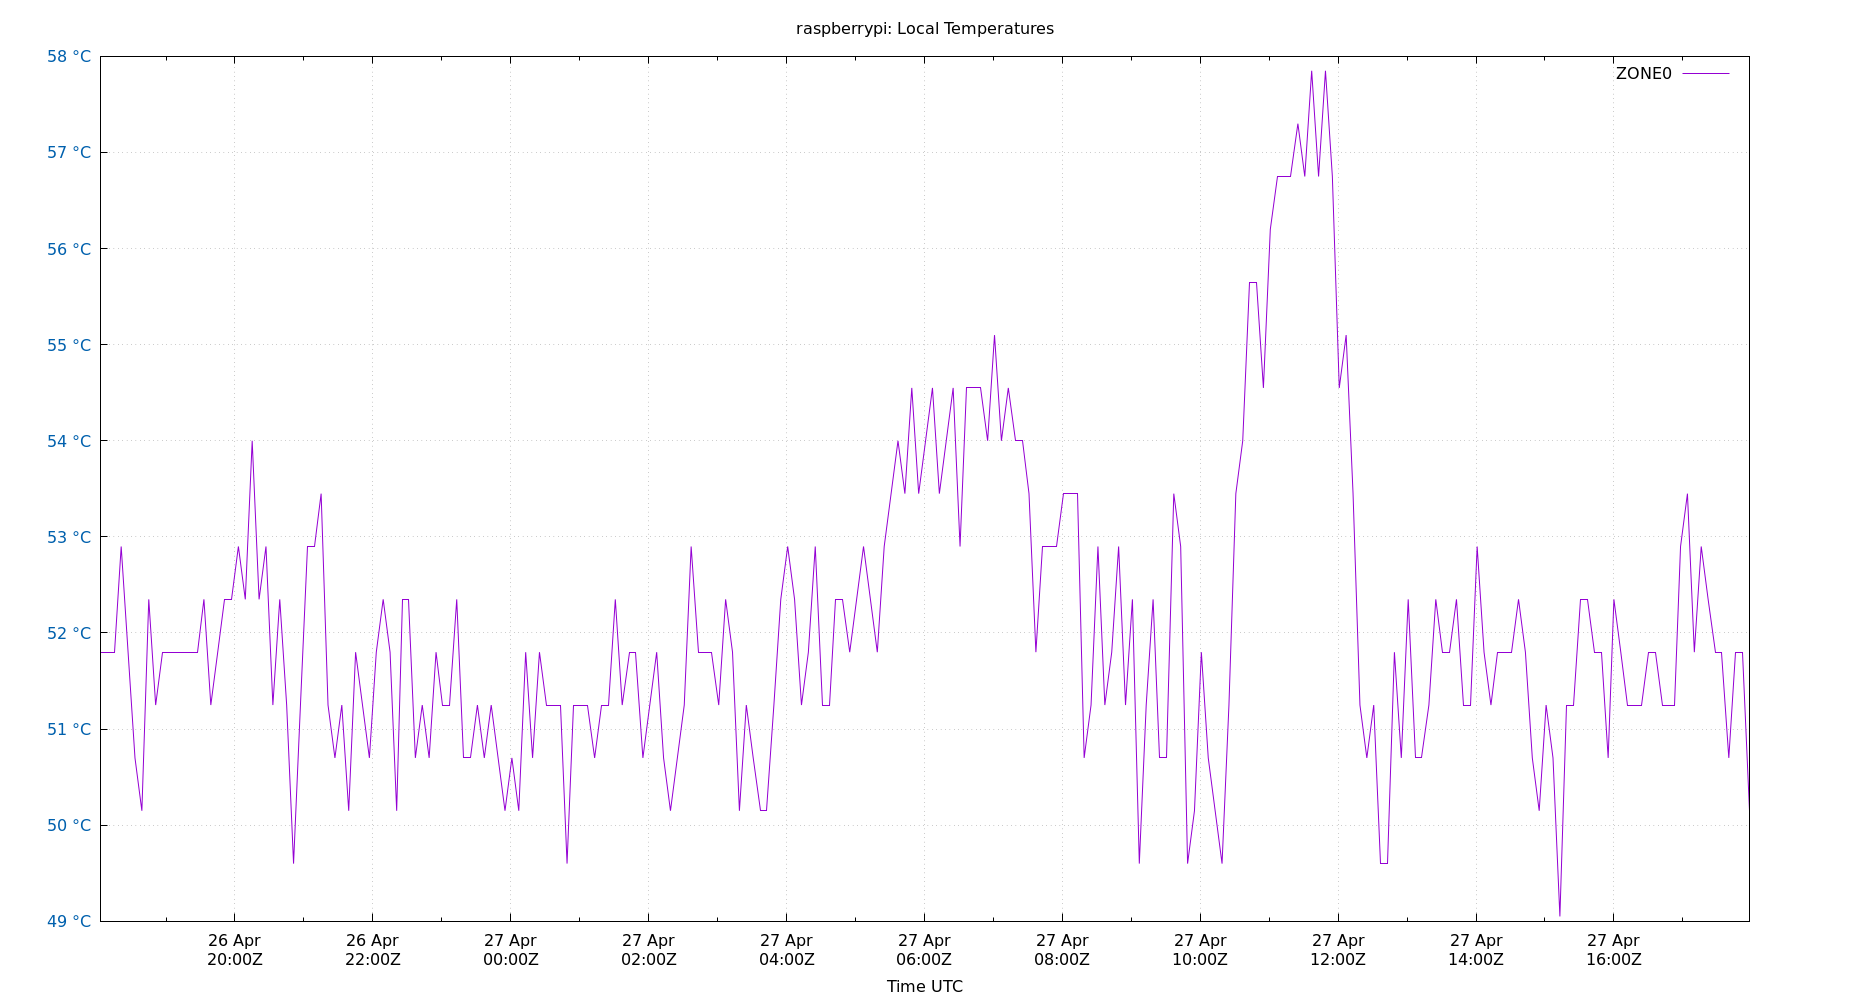 raspberrypi: Local Temperatures
58 °C
57 °C
56 °C
55 °C
54 °C
53 °C
52 °C
51 °C
50 °C
49 °C
ZONE0
26 Apr
20:00Z
26 Apr
22:00Z
27 Apr
00:00Z
27 Apr
02:00Z
27 Apr
04:00Z
27 Apr
06:00Z
27 Apr
08:00Z
27 Apr
10:00Z
27 Apr
12:00Z
27 Apr
14:00Z
27 Apr
16:00Z
Time UTC